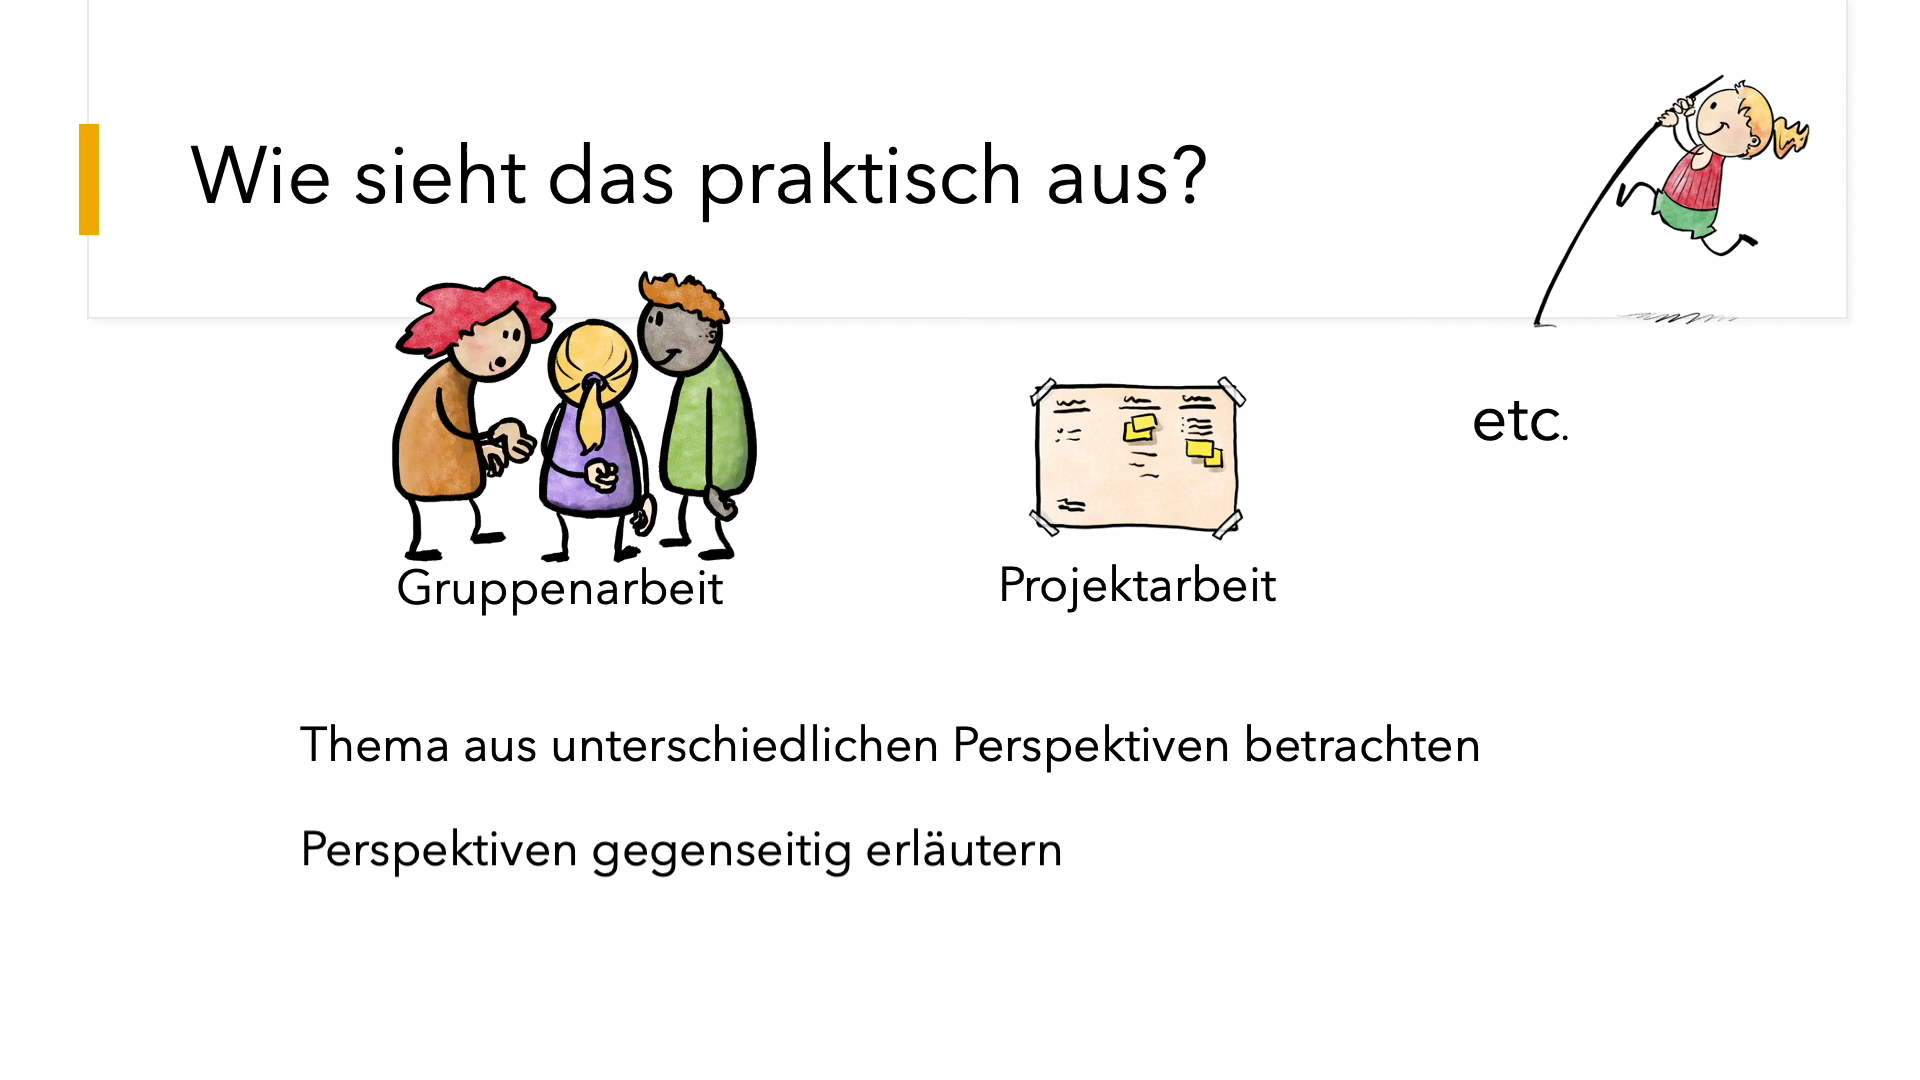 Wie sieht das praktisch aus?
etc.
Gruppenarbeit
Projektarbeit
Thema aus unterschiedlichen Perspektiven betrachten
Perspektiven gegenseitig erläutern